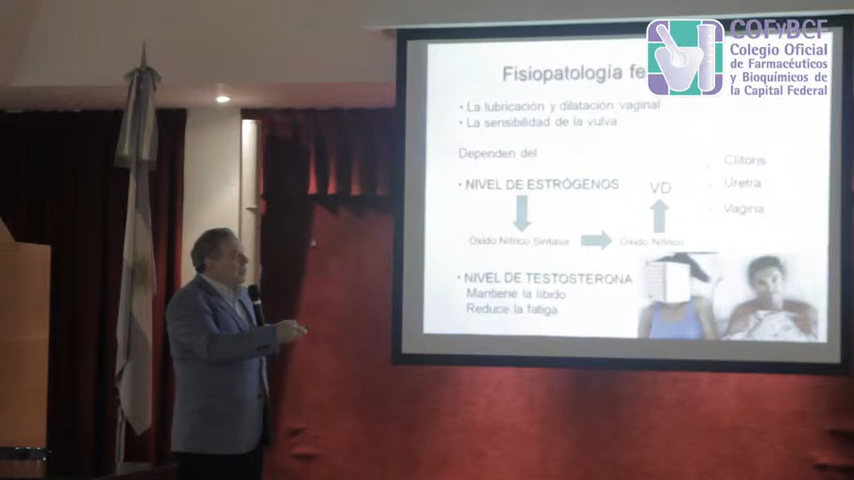 COFyBCF
Colegio Oficial
de Farmacéuticos
y Bioquímicos de
la Capital Federal
Fisiopatología
• La lubricación y dilatación vaginal
• La sensibilidad de la vulva
Dependen del
• NIVEL DE ESTRÓGENOS
VD
Clítoris
Uretra
Vagina
Óxido Nítrico Sintasa
Óxido Nítrico
• NIVEL DE TESTOSTERONA
Mantiene la libido
Reduce la fatiga